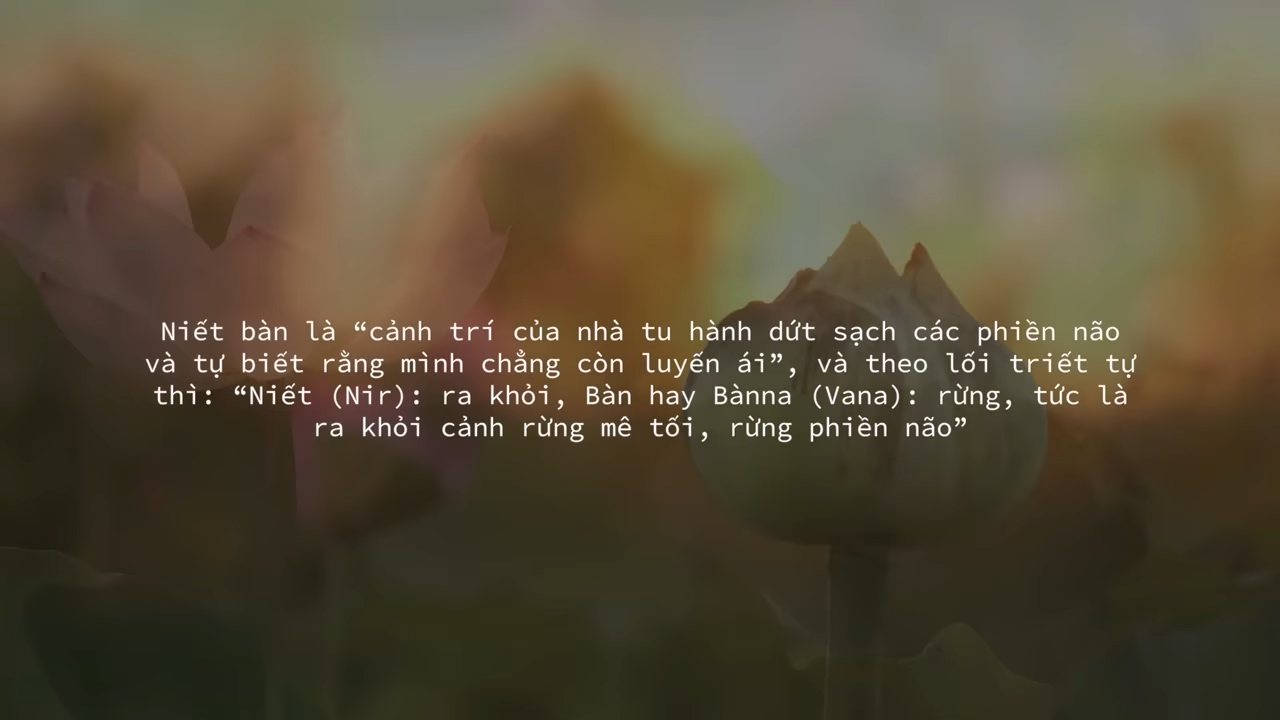 Niết bàn là “cảnh trí của nhà tu hành dứt sạch các phiền não
và tự biết rằng mình chẳng còn luyến ái”, và theo lối triết tự
thì: “Niết (Nir): ra khỏi, Bàn hay Bànna (Vana): rừng, tức là
ra khỏi cảnh rừng mê tối, rừng phiền não”